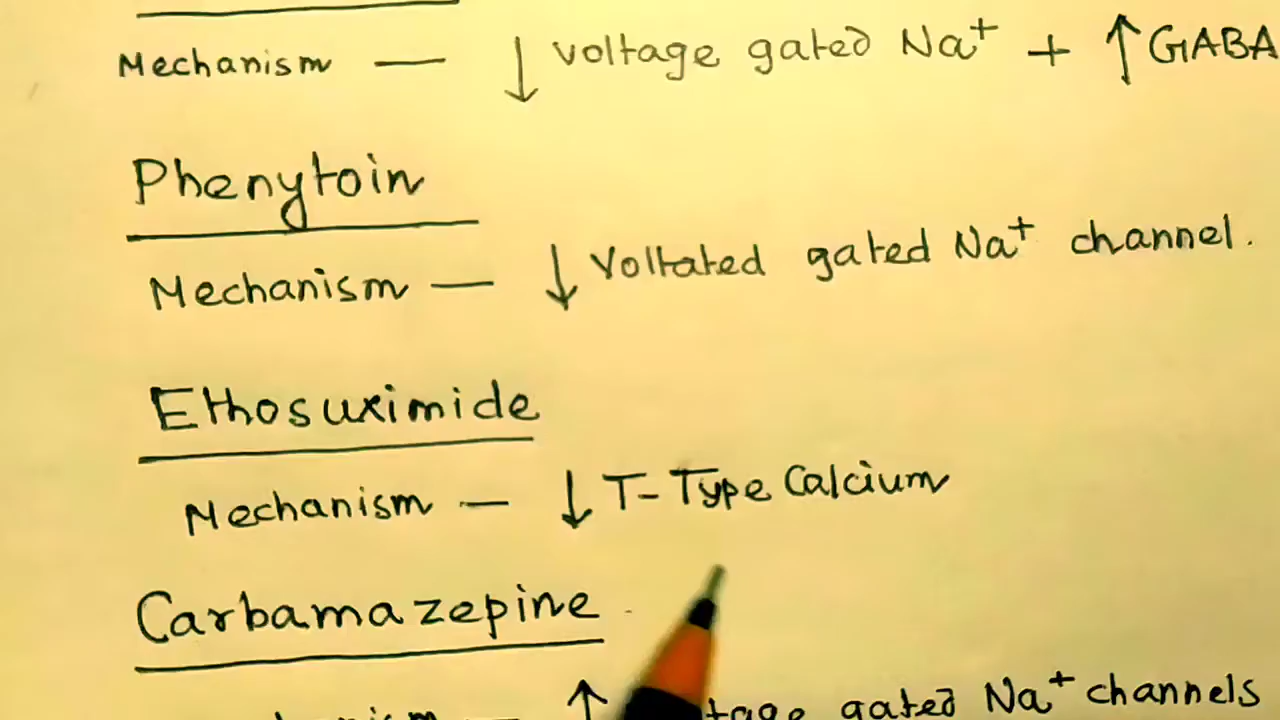 Mechanism — ↓ voltage gated Na⁺ + ↑ GABA
Phenytoin
Mechanism — ↓ Voltated gated Na⁺ channel.
Ethosuximide
Mechanism — ↓ T-Type Calcium
Carbamazepine
↑ gated Na⁺ channels